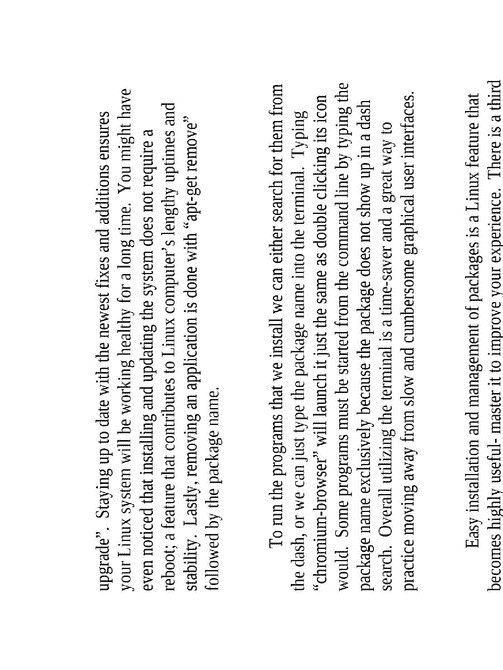 upgrade”.  Staying up to date with the newest fixes and additions ensures
your Linux system will be working healthy for a long time.  You might have
even noticed that installing and updating the system does not require a
reboot; a feature that contributes to Linux computer’s lengthy uptimes and
stability.  Lastly, removing an application is done with “apt-get remove”
followed by the package name.
To run the programs that we install we can either search for them from
the dash, or we can just type the package name into the terminal.  Typing
“chromium-browser” will launch it just the same as double clicking its icon
would.  Some programs must be started from the command line by typing the
package name exclusively because the package does not show up in a dash
search.  Overall utilizing the terminal is a time-saver and a great way to
practice moving away from slow and cumbersome graphical user interfaces.
Easy installation and management of packages is a Linux feature that
becomes highly useful- master it to improve your experience.  There is a third